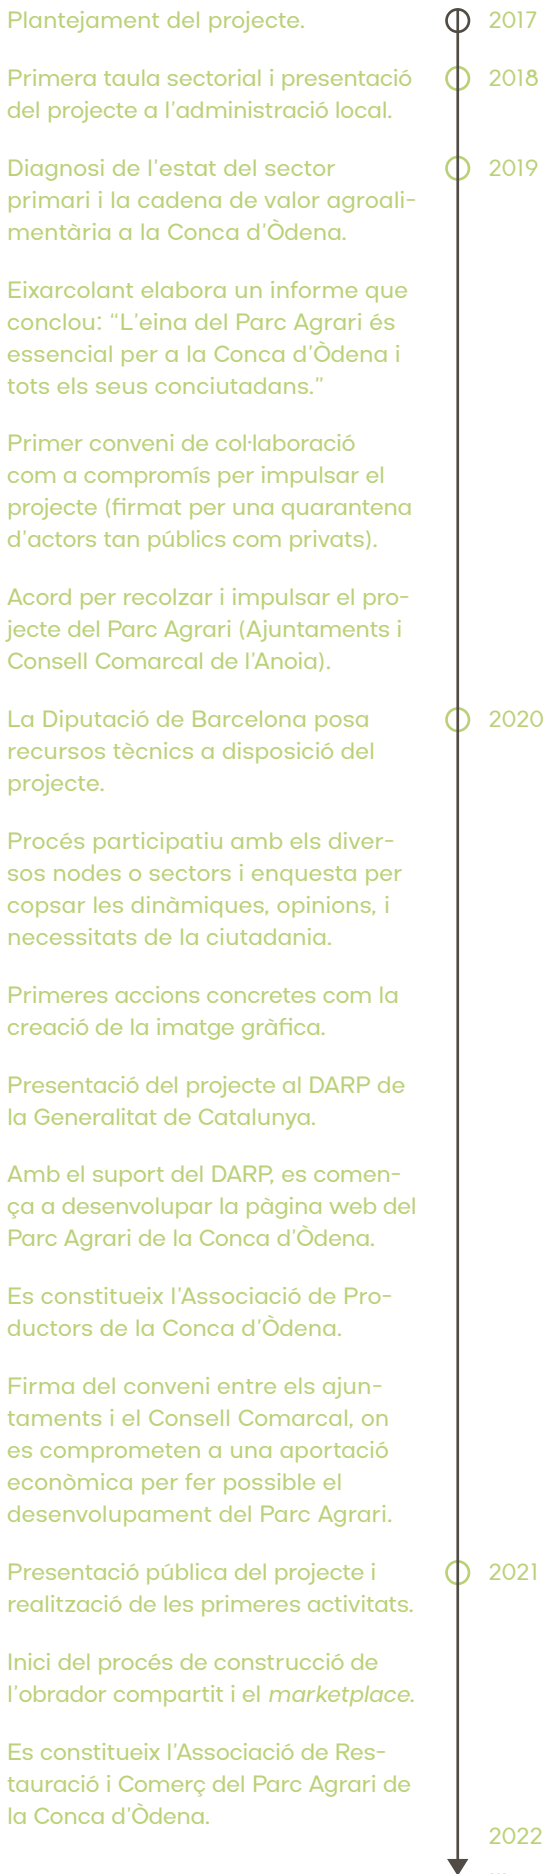 Plantejament del projecte. 2017
Primera taula sectorial i presentació 2018
del projecte a l'administració local.
Diagnosi de l'estat del sector 2019
primari i la cadena de valor agroali-
mentària a la Conca d'Òdena.
Eixarcolant elabora un informe que
conclou: “L'eina del Parc Agrari és
essencial per a la Conca d'Òdena i
tots els seus conciutadans.”
Primer conveni de col·laboració
com a compromís per impulsar el
projecte (firmat per una quarantena
d'actors tan públics com privats).
Acord per recolzar i impulsar el pro-
jecte del Parc Agrari (Ajuntaments i
Consell Comarcal de l'Anoia).
La Diputació de Barcelona posa 2020
recursos tècnics a disposició del
projecte.
Procés participatiu amb els diver-
sos nodes o sectors i enquesta per
copsar les dinàmiques, opinions, i
necessitats de la ciutadania.
Primeres accions concretes com la
creació de la imatge gràfica.
Presentació del projecte al DARP de
la Generalitat de Catalunya.
Amb el suport del DARP, es comen-
ça a desenvolupar la pàgina web del
Parc Agrari de la Conca d'Òdena.
Es constitueix l'Associació de Pro-
ductors de la Conca d'Òdena.
Firma del conveni entre els ajun-
taments i el Consell Comarcal, on
es comprometen a una aportació
econòmica per fer possible el
desenvolupament del Parc Agrari.
Presentació pública del projecte i 2021
realització de les primeres activitats.
Inici del procés de construcció de
l'obrador compartit i el marketplace.
Es constitueix l'Associació de Res-
tauració i Comerç del Parc Agrari de
la Conca d'Òdena.
2022